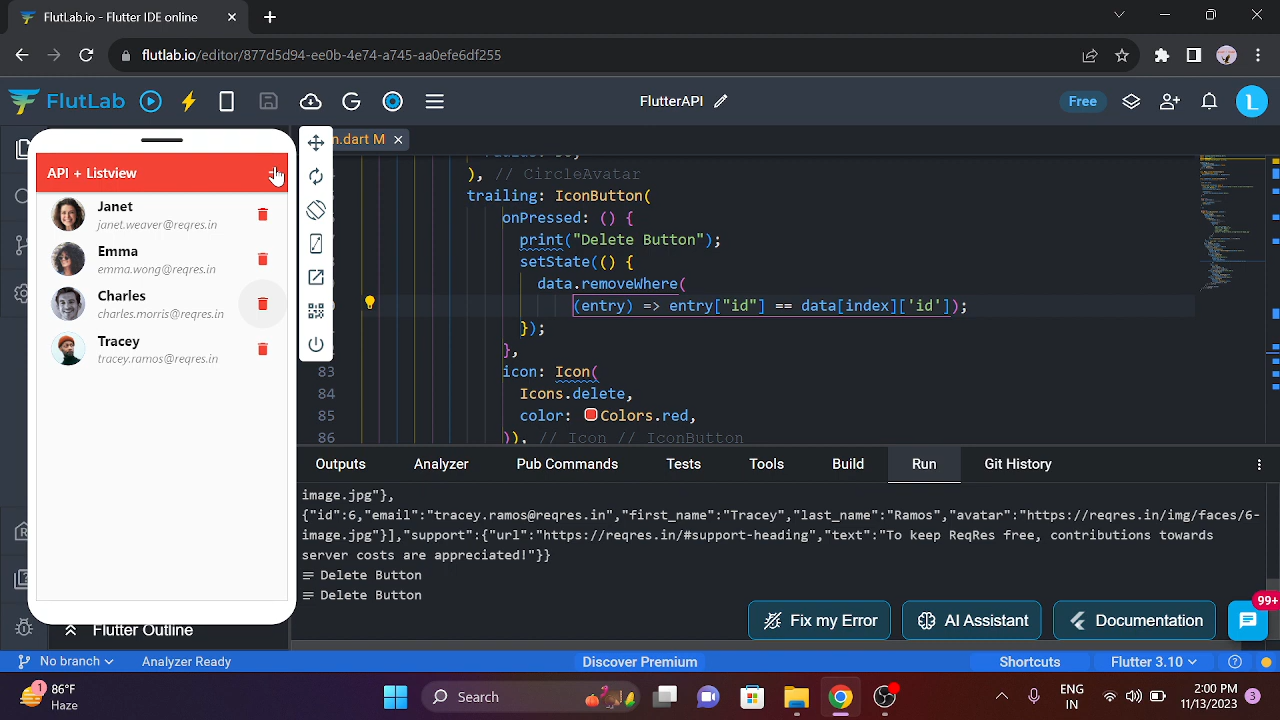 FlutLab.io - Flutter IDE online
flutlab.io/editor/877d5d94-ee0b-4e74-a745-aa0efe6df255
FlutLab
FlutterAPI
Free
L
n.dart M
API + Listview
Janet
janet.weaver@reqres.in
Emma
emma.wong@reqres.in
Charles
charles.morris@reqres.in
Tracey
tracey.ramos@reqres.in
), // CircleAvatar
trailing: IconButton(
onPressed: () {
print("Delete Button");
setState(() {
data.removeWhere(
(entry) => entry["id"] == data[index]['id']);
});
},
83 icon: Icon(
84 Icons.delete,
85 color: Colors.red,
86 )), // Icon // IconButton
Outputs Analyzer Pub Commands Tests Tools Build Run Git History
image.jpg"},
{"id":6,"email":"tracey.ramos@reqres.in","first_name":"Tracey","last_name":"Ramos","avatar":"https://reqres.in/img/faces/6-
image.jpg"}],"support":{"url":"https://reqres.in/#support-heading","text":"To keep ReqRes free, contributions towards
server costs are appreciated!"}}
Delete Button
Delete Button
99+
Fix my Error AI Assistant Documentation
Flutter Outline
No branch Analyzer Ready Discover Premium Shortcuts Flutter 3.10
1
86°F
Haze
Search
ENG
IN
2:00 PM
11/13/2023
3